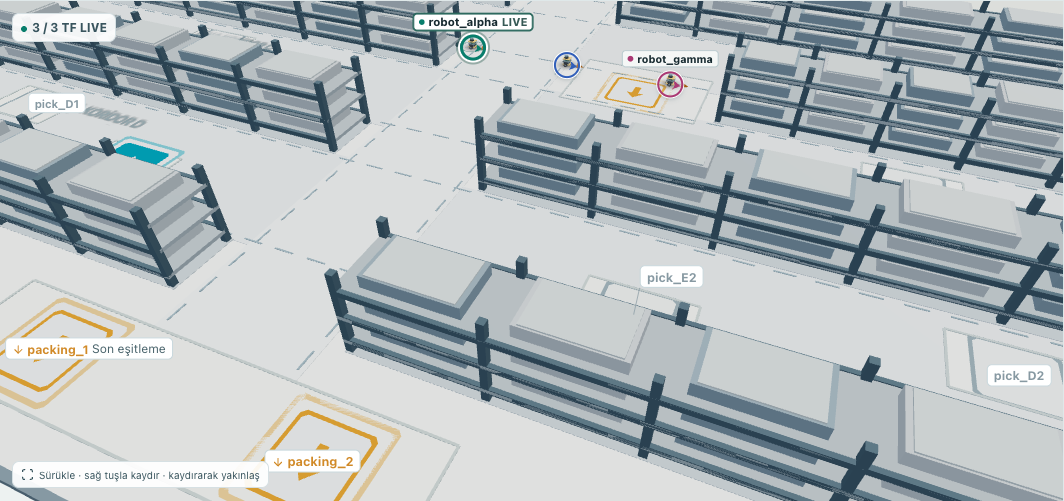 3 / 3 TF LIVE
robot_alpha LIVE
robot_gamma
pick_D1
pick_E2
packing_1 Son eşitleme
pick_D2
packing_2
Sürükle · sağ tuşla kaydır · kaydırarak yakınlaş